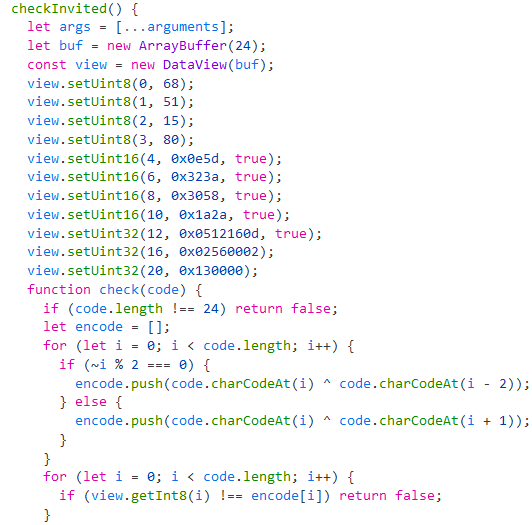 checkInvited() {
let args = [...arguments];
let buf = new ArrayBuffer(24);
const view = new DataView(buf);
view.setUint8(0, 68);
view.setUint8(1, 51);
view.setUint8(2, 15);
view.setUint8(3, 80);
view.setUint16(4, 0x0e5d, true);
view.setUint16(6, 0x323a, true);
view.setUint16(8, 0x3058, true);
view.setUint16(10, 0x1a2a, true);
view.setUint32(12, 0x0512160d, true);
view.setUint32(16, 0x02560002);
view.setUint32(20, 0x130000);
function check(code) {
if (code.length !== 24) return false;
let encode = [];
for (let i = 0; i < code.length; i++) {
if (~i % 2 === 0) {
encode.push(code.charCodeAt(i) ^ code.charCodeAt(i - 2));
} else {
encode.push(code.charCodeAt(i) ^ code.charCodeAt(i + 1));
}
}
for (let i = 0; i < code.length; i++) {
if (view.getInt8(i) !== encode[i]) return false;
}